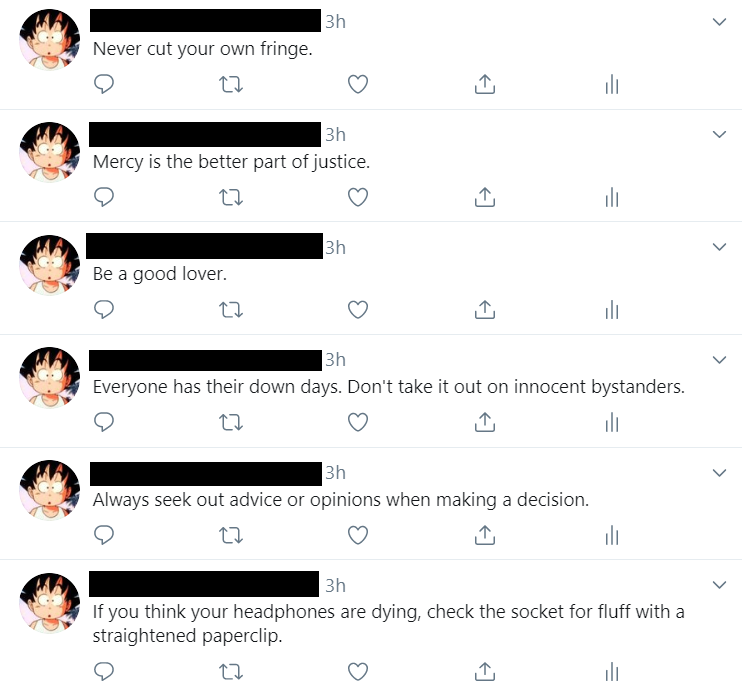 3h
Never cut your own fringe.
3h
Mercy is the better part of justice.
3h
Be a good lover.
3h
Everyone has their down days. Don't take it out on innocent bystanders.
3h
Always seek out advice or opinions when making a decision.
3h
If you think your headphones are dying, check the socket for fluff with a
straightened paperclip.